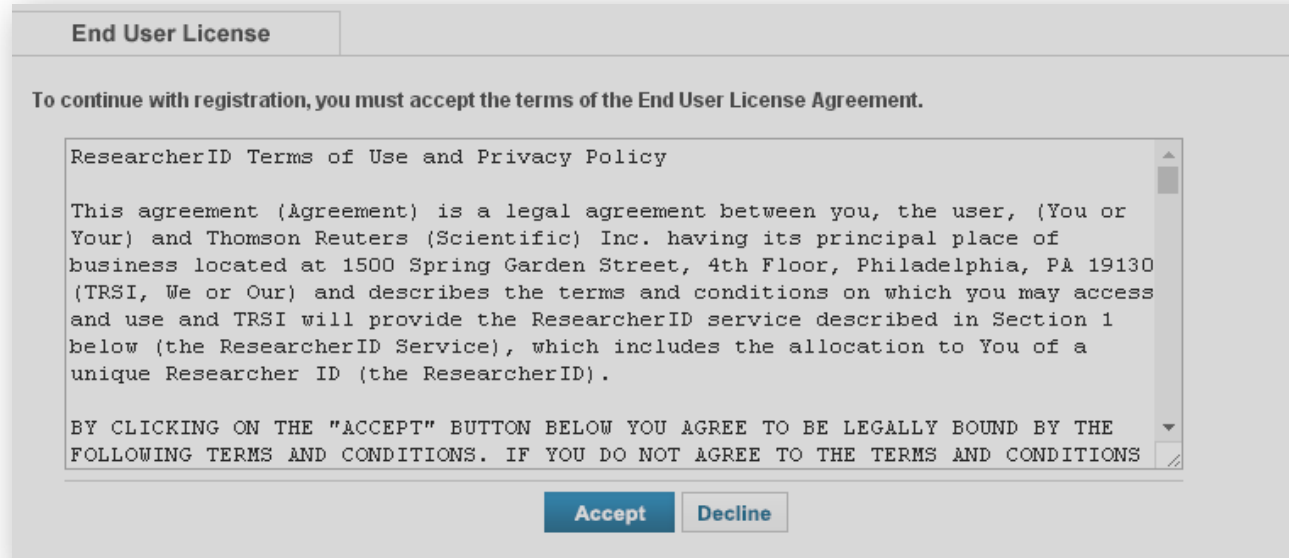 End User License
To continue with registration, you must accept the terms of the End User License Agreement.
ResearcherID Terms of Use and Privacy Policy
This agreement (Agreement) is a legal agreement between you, the user, (You or
Your) and Thomson Reuters (Scientific) Inc. having its principal place of
business located at 1500 Spring Garden Street, 4th Floor, Philadelphia, PA 19130
(TRSI, We or Our) and describes the terms and conditions on which you may access
and use and TRSI will provide the ResearcherID service described in Section 1
below (the ResearcherID Service), which includes the allocation to You of a
unique Researcher ID (the ResearcherID).
BY CLICKING ON THE "ACCEPT" BUTTON BELOW YOU AGREE TO BE LEGALLY BOUND BY THE
FOLLOWING TERMS AND CONDITIONS. IF YOU DO NOT AGREE TO THE TERMS AND CONDITIONS
Accept Decline